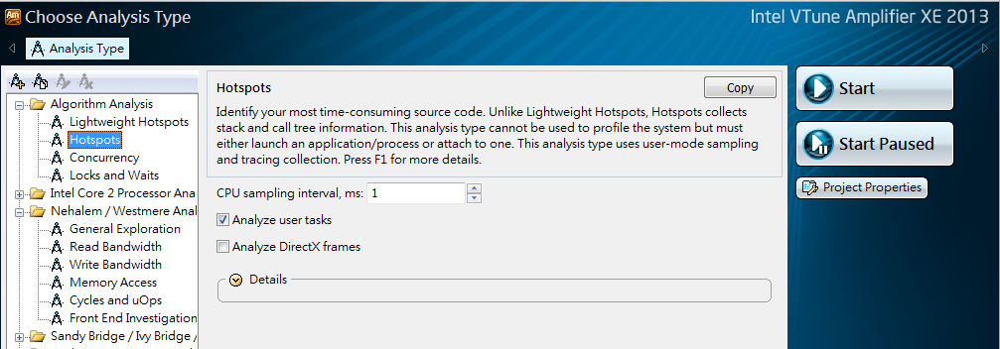 Choose Analysis Type
Intel VTune Amplifier XE 2013
Analysis Type
Algorithm Analysis
Lightweight Hotspots
Hotspots
Concurrency
Locks and Waits
Intel Core 2 Processor Ana
Nehalem / Westmere Anal
General Exploration
Read Bandwidth
Write Bandwidth
Memory Access
Cycles and uOps
Front End Investigation
Sandy Bridge / Ivy Bridge /
Hotspots
Copy
Identify your most time-consuming source code. Unlike Lightweight Hotspots, Hotspots collects
stack and call tree information. This analysis type cannot be used to profile the system but must
either launch an application/process or attach to one. This analysis type uses user-mode sampling
and tracing collection. Press F1 for more details.
CPU sampling interval, ms: 1
Analyze user tasks
Analyze DirectX frames
Details
Start
Start Paused
Project Properties